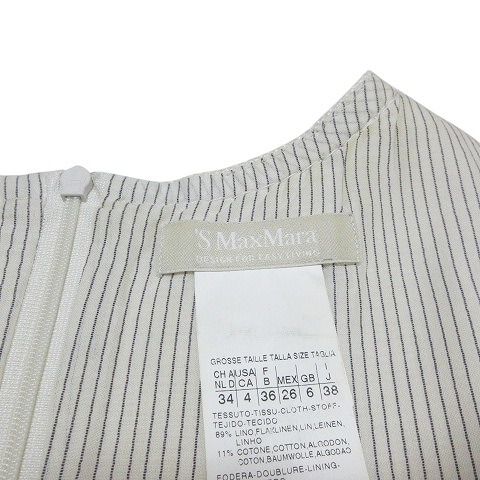 'S MaxMara
DESIGN FOR EASY LIVING
GROSSE TAILLE TALLA SIZE TAGLIA
CH A USA F I
NL D CA B MEX GB J
34 4 36 26 6 38
TESSUTO-TISSU-CLOTH-STOFF-
TEJIDO-TECIDO
89% LINO,FLAX,LINEN,LIN,LEINEN,
LINHO
11% COTONE,COTTON,ALGODON,
COTON,BAUMWOLLE,ALGODAO
FODERA-DOUBLURE-LINING-